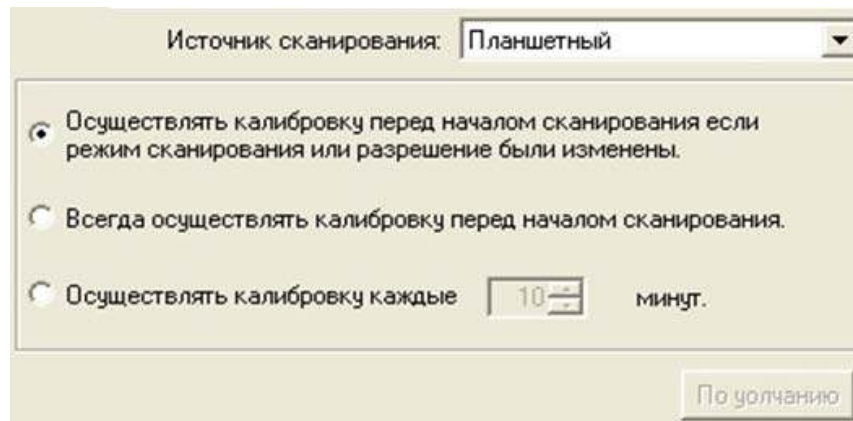 Источник сканирования: Планшетный
Осуществлять калибровку перед началом сканирования если
режим сканирования или разрешение были изменены.
Всегда осуществлять калибровку перед началом сканирования.
Осуществлять калибровку каждые 10 минут.
По уолчанию